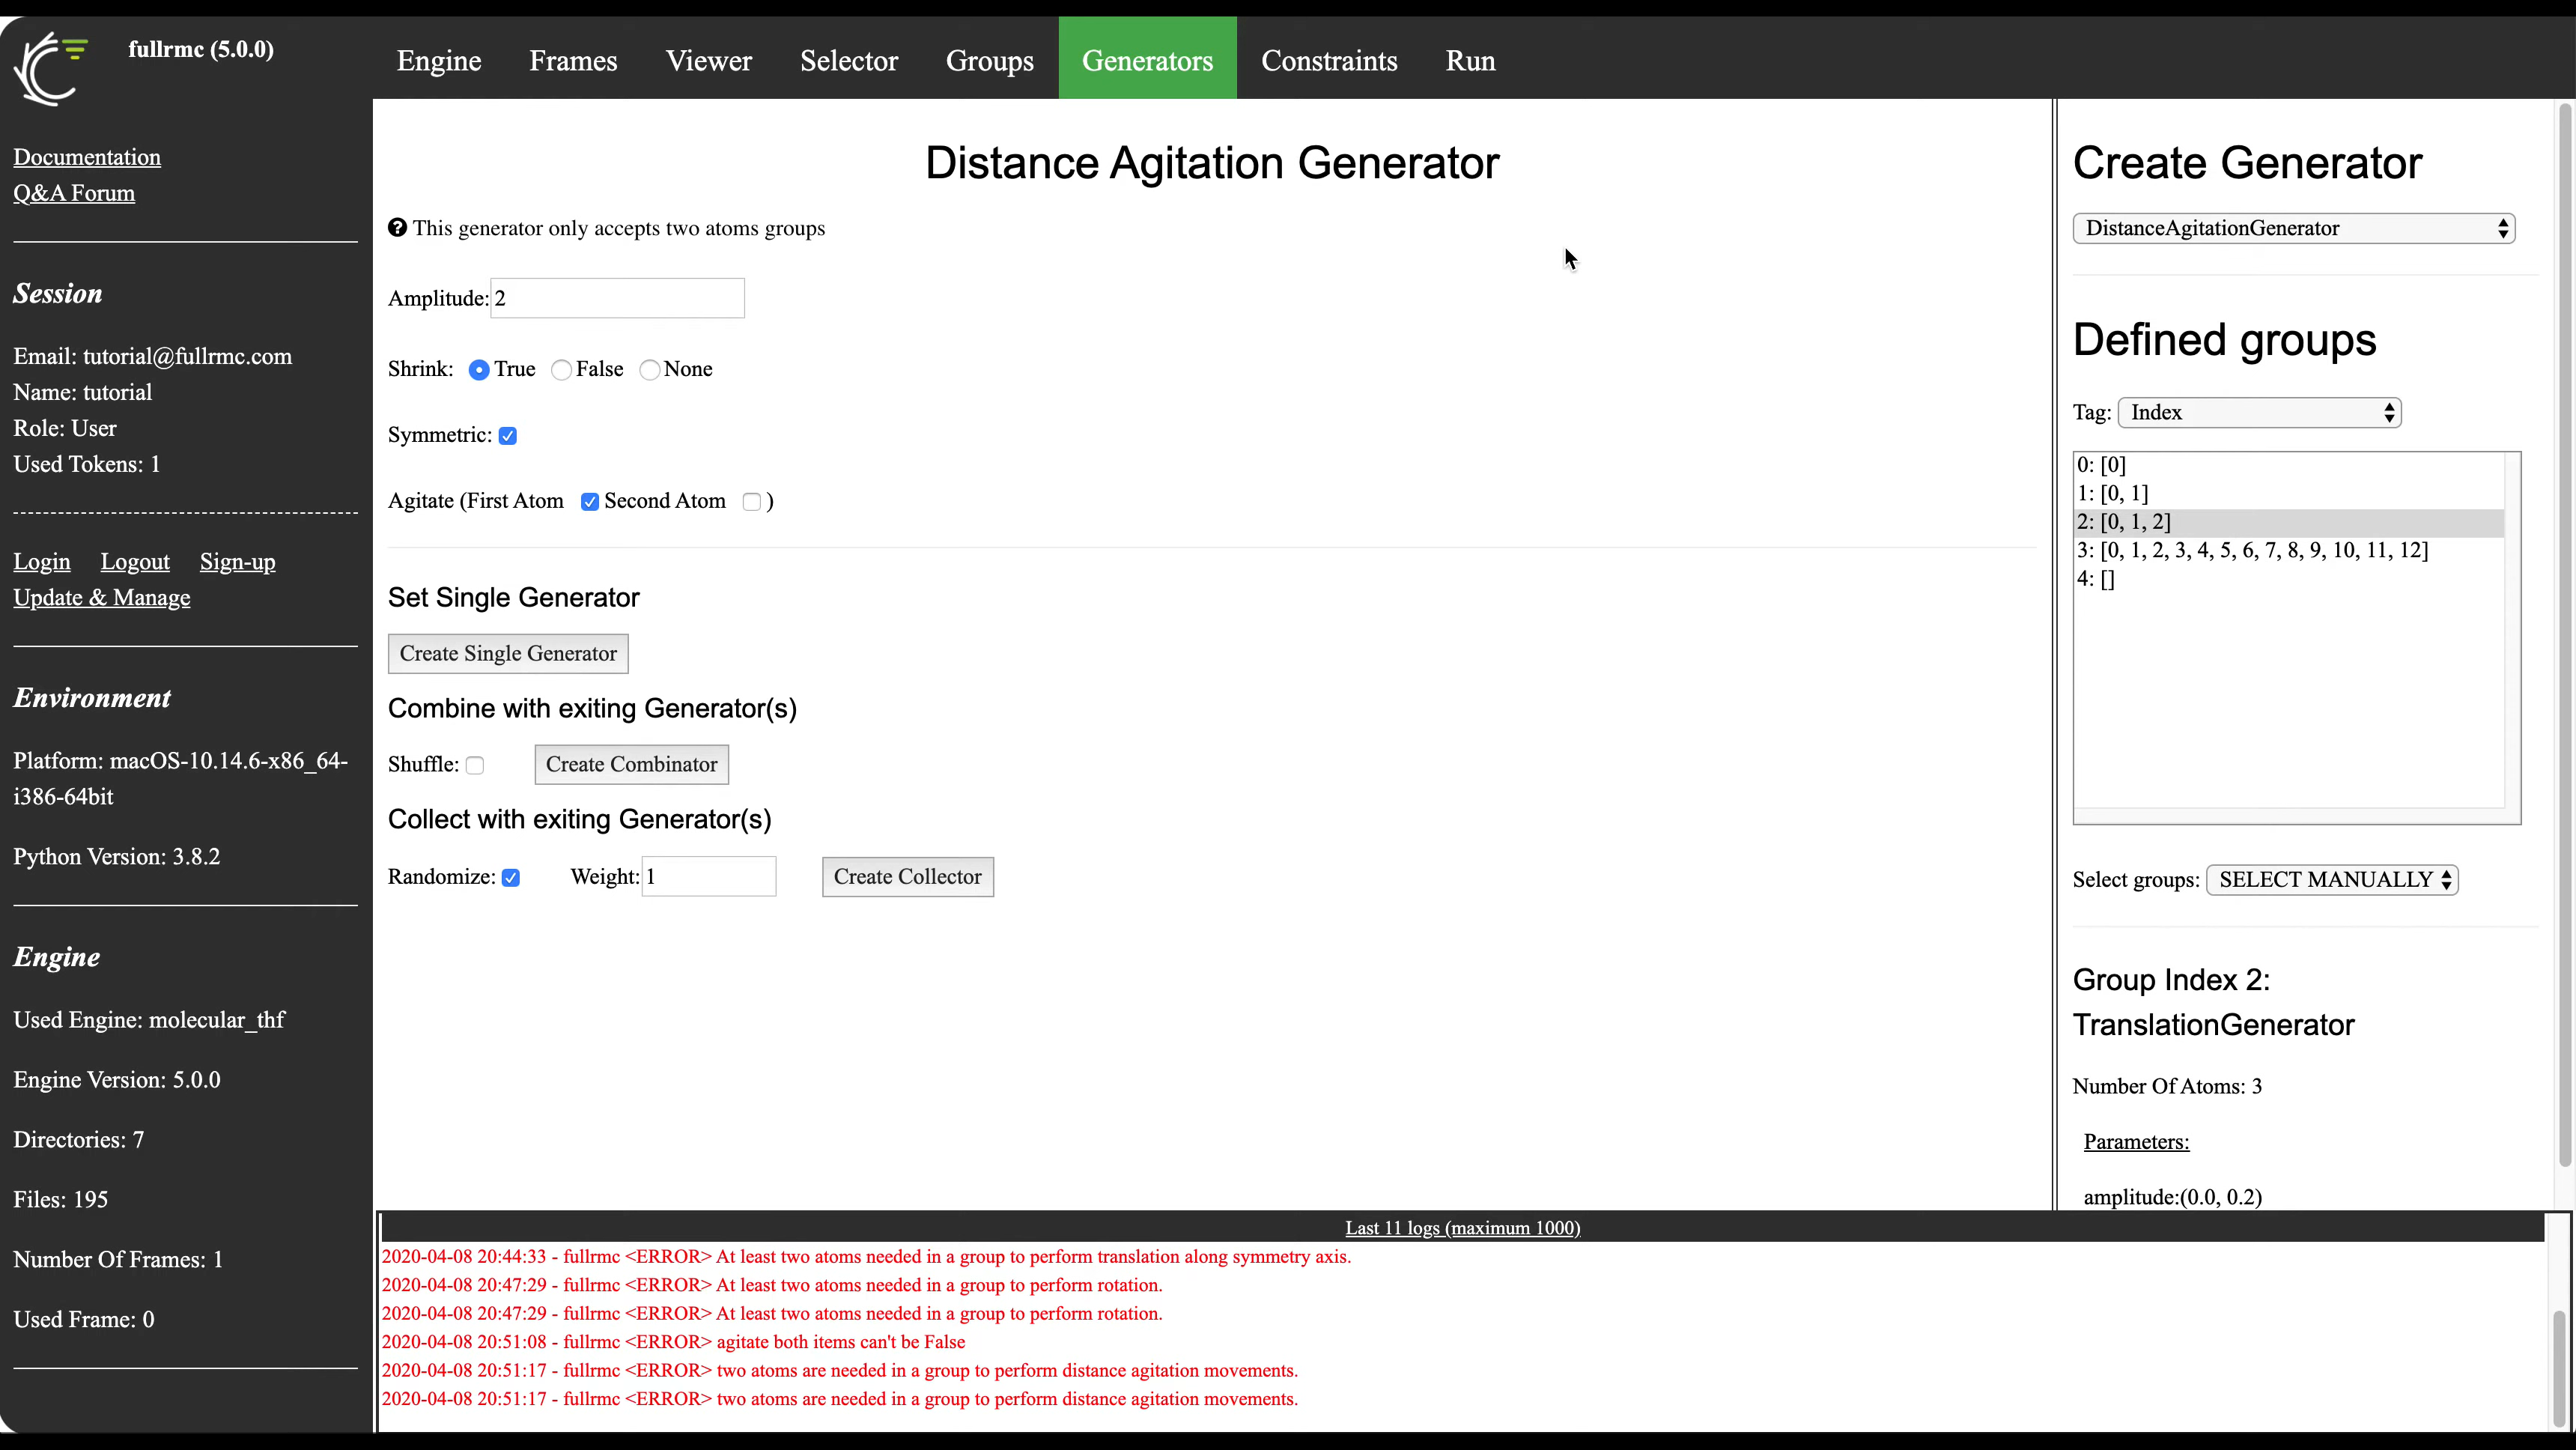 fullrmc (5.0.0)
Engine Frames Viewer Selector Groups Generators Constraints Run
Documentation
Q&A Forum
Session
Email: tutorial@fullrmc.com
Name: tutorial
Role: User
Used Tokens: 1
Login Logout Sign-up
Update & Manage
Environment
Platform: macOS-10.14.6-x86_64-
i386-64bit
Python Version: 3.8.2
Engine
Used Engine: molecular_thf
Engine Version: 5.0.0
Directories: 7
Files: 195
Number Of Frames: 1
Used Frame: 0
Distance Agitation Generator
This generator only accepts two atoms groups
Amplitude: 2
Shrink: True False None
Symmetric:
Agitate (First Atom Second Atom )
Set Single Generator
Create Single Generator
Combine with exiting Generator(s)
Shuffle: Create Combinator
Collect with exiting Generator(s)
Randomize: Weight: 1 Create Collector
Create Generator
DistanceAgitationGenerator
Defined groups
Tag: Index
0: [0]
1: [0, 1]
2: [0, 1, 2]
3: [0, 1, 2, 3, 4, 5, 6, 7, 8, 9, 10, 11, 12]
4: []
Select groups: SELECT MANUALLY
Group Index 2:
TranslationGenerator
Number Of Atoms: 3
Parameters:
amplitude:(0.0, 0.2)
Last 11 logs (maximum 1000)
2020-04-08 20:44:33 - fullrmc <ERROR> At least two atoms needed in a group to perform translation along symmetry axis.
2020-04-08 20:47:29 - fullrmc <ERROR> At least two atoms needed in a group to perform rotation.
2020-04-08 20:47:29 - fullrmc <ERROR> At least two atoms needed in a group to perform rotation.
2020-04-08 20:51:08 - fullrmc <ERROR> agitate both items can't be False
2020-04-08 20:51:17 - fullrmc <ERROR> two atoms are needed in a group to perform distance agitation movements.
2020-04-08 20:51:17 - fullrmc <ERROR> two atoms are needed in a group to perform distance agitation movements.